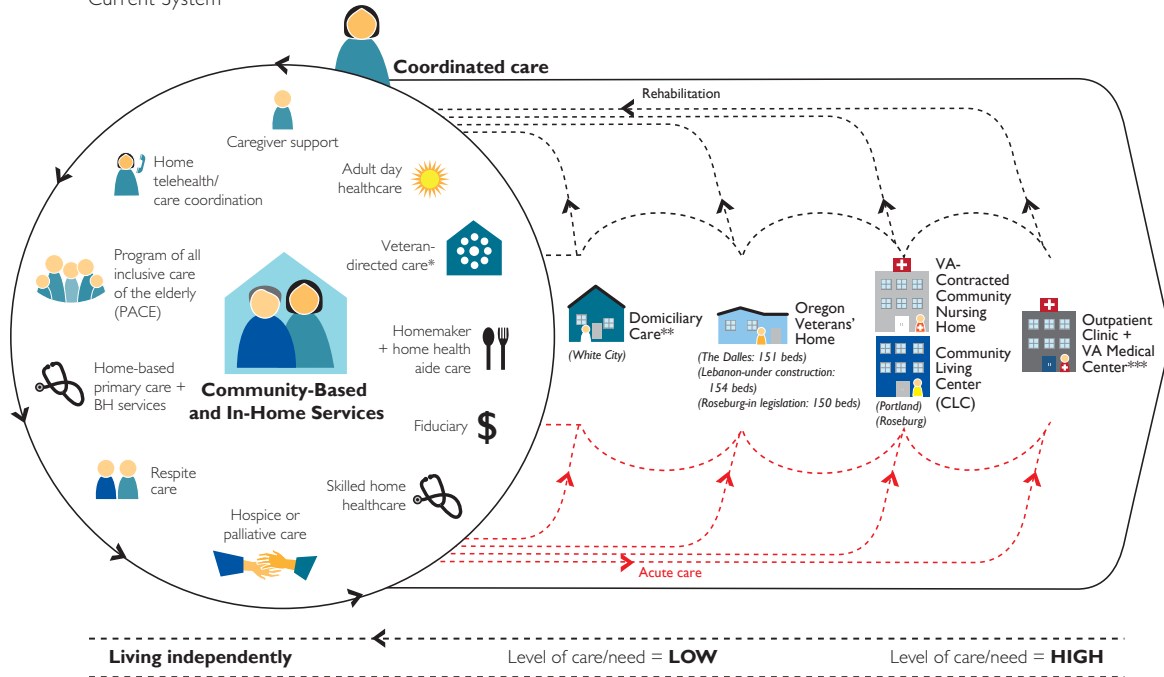 Current System
Coordinated care
Rehabilitation
Caregiver support
Home
telehealth/
care coordination
Adult day
healthcare
Veteran-
directed care*
Program of all
inclusive care
of the elderly
(PACE)
Homemaker
+ home health
aide care
Home-based
primary care +
BH services
Community-Based
and In-Home Services
Fiduciary
$
Respite
care
Skilled home
healthcare
Hospice or
palliative care
Domiciliary
Care**
(White City)
Oregon
Veterans'
Home
(The Dalles: 151 beds)
(Lebanon-under construction:
154 beds)
(Roseburg-in legislation: 150 beds)
VA-
Contracted
Community
Nursing
Home
Community
Living
Center
(CLC)
(Portland)
(Roseburg)
Outpatient
Clinic +
VA Medical
Center***
Acute care
Living independently
Level of care/need = LOW
Level of care/need = HIGH